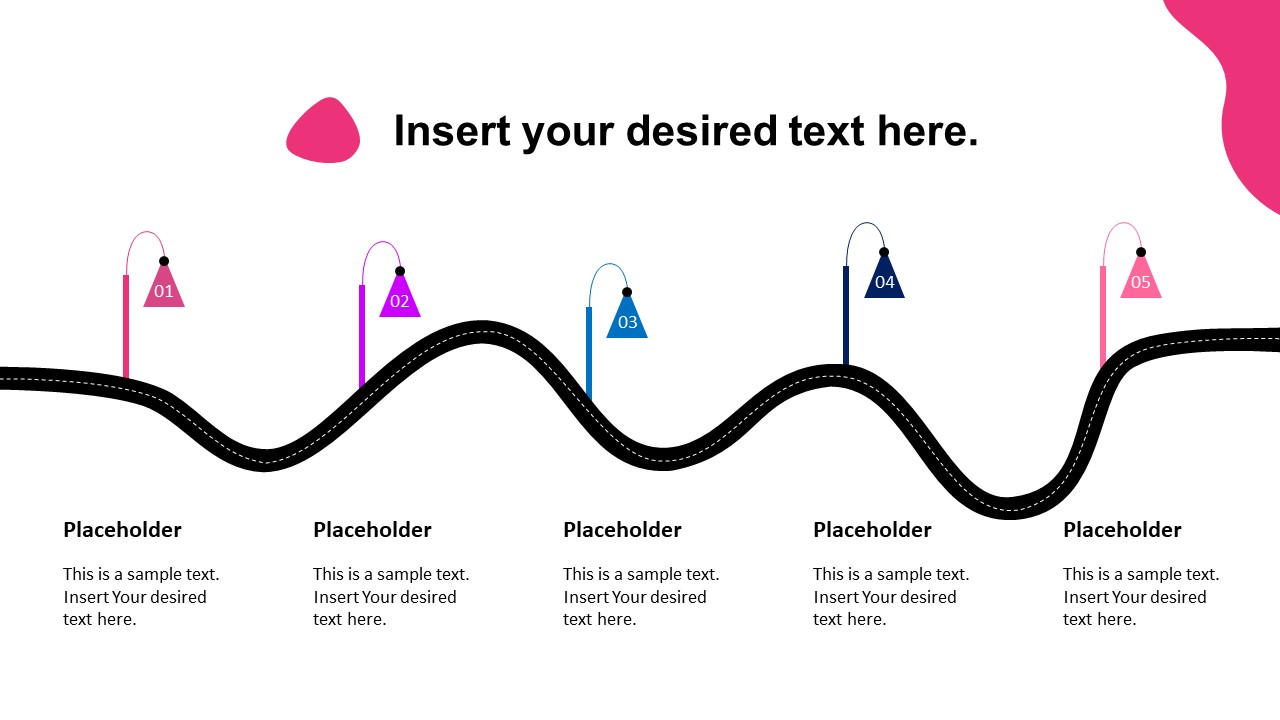 Insert your desired text here.
01
02
03
04
05
Placeholder
This is a sample text.
Insert Your desired
text here.
Placeholder
This is a sample text.
Insert Your desired
text here.
Placeholder
This is a sample text.
Insert Your desired
text here.
Placeholder
This is a sample text.
Insert Your desired
text here.
Placeholder
This is a sample text.
Insert Your desired
text here.